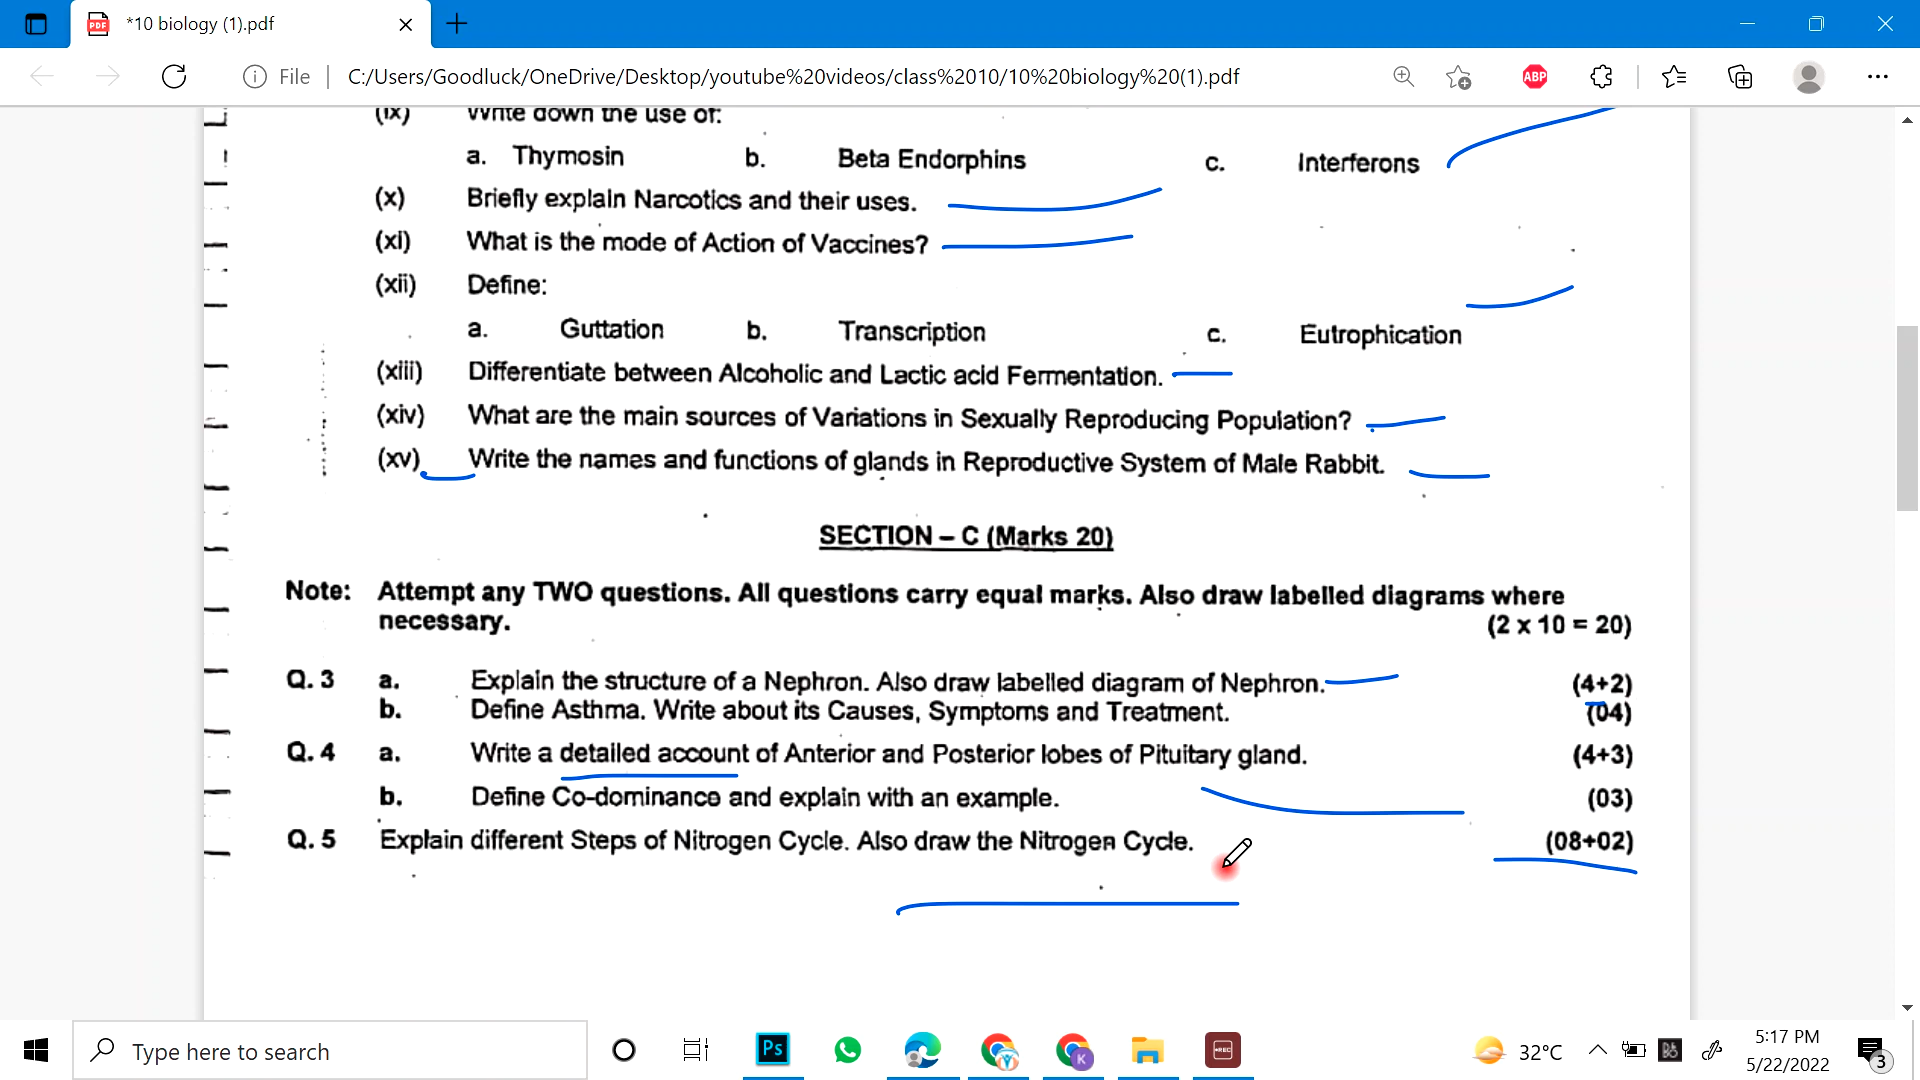 *10 biology (1).pdf
File
C:/Users/Goodluck/OneDrive/Desktop/youtube%20videos/class%2010/10%20biology%20(1).pdf
ABP
(ix) Write down the use of:
a. Thymosin b. Beta Endorphins c. Interferons
(x) Briefly explain Narcotics and their uses.
(xi) What is the mode of Action of Vaccines?
(xii) Define:
a. Guttation b. Transcription c. Eutrophication
(xiii) Differentiate between Alcoholic and Lactic acid Fermentation.
(xiv) What are the main sources of Variations in Sexually Reproducing Population?
(xv) Write the names and functions of glands in Reproductive System of Male Rabbit.
SECTION – C (Marks 20)
Note: Attempt any TWO questions. All questions carry equal marks. Also draw labelled diagrams where
necessary. (2 x 10 = 20)
Q. 3 a. Explain the structure of a Nephron. Also draw labelled diagram of Nephron. (4+2)
b. Define Asthma. Write about its Causes, Symptoms and Treatment. (04)
Q. 4 a. Write a detailed account of Anterior and Posterior lobes of Pituitary gland. (4+3)
b. Define Co-dominance and explain with an example. (03)
Q. 5 Explain different Steps of Nitrogen Cycle. Also draw the Nitrogen Cycle. (08+02)
Type here to search
Ps
K
REC
32°C
5:17 PM
5/22/2022
3